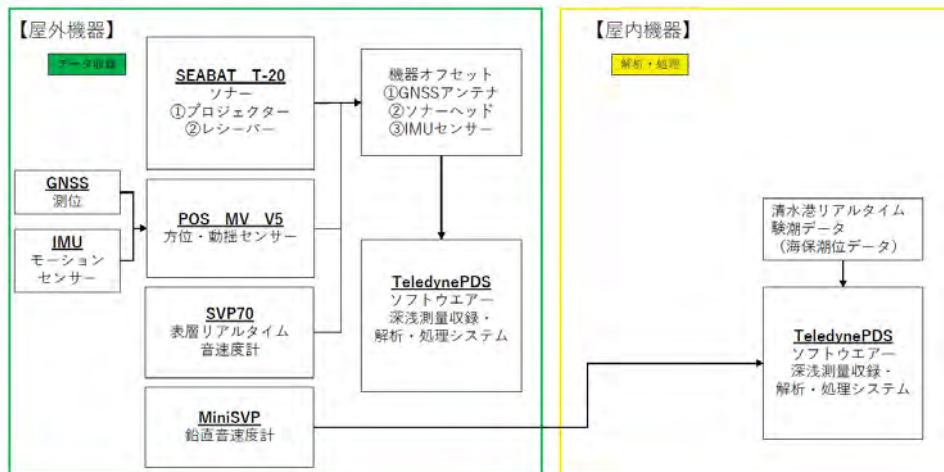 【屋外機器】
データ収録
SEABAT T-20
ソナー
①プロジェクター
②レシーバー
機器オフセット
①GNSSアンテナ
②ソナーヘッド
③IMUセンサー
GNSS
測位
IMU
モーション
センサー
POS MV V5
方位・動揺センサー
SVP70
表層リアルタイム
音速度計
MiniSVP
鉛直音速度計
TeledynePDS
ソフトウエアー
深浅測量収録・
解析・処理システム
【屋内機器】
解析・処理
清水港リアルタイム
験潮データ
（海保潮位データ）
TeledynePDS
ソフトウエアー
深浅測量収録・
解析・処理システム